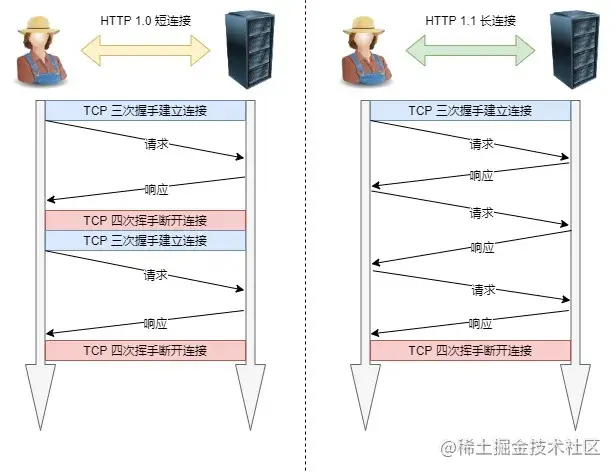 HTTP 1.0 短连接
TCP 三次握手建立连接
请求
响应
TCP 四次挥手断开连接
TCP 三次握手建立连接
请求
响应
TCP 四次挥手断开连接
HTTP 1.1 长连接
TCP 三次握手建立连接
请求
响应
请求
响应
请求
响应
TCP 四次挥手断开连接
@稀土掘金技术社区